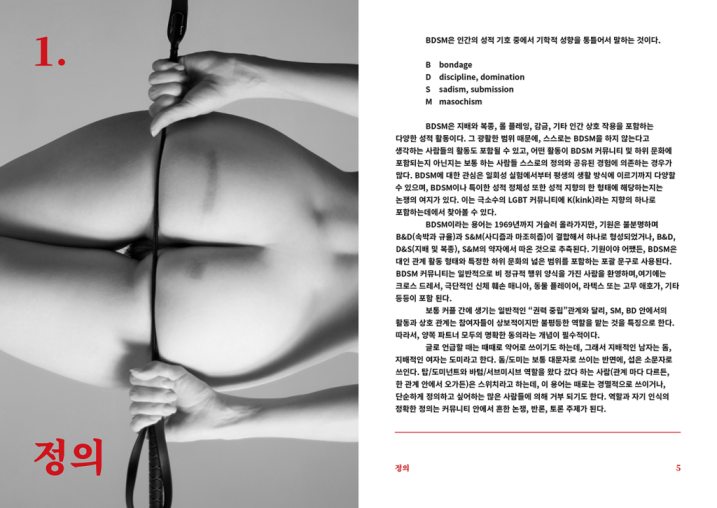 1.
정의
BDSM은 인간의 성적 기호 중에서 기학적 성향을 통틀어서 말하는 것이다.
B bondage
D discipline, domination
S sadism, submission
M masochism
BDSM은 지배와 복종, 롤 플레잉, 감금, 기타 인간 상호 작용을 포함하는
다양한 성적 활동이다. 그 광활한 범위 때문에, 스스로는 BDSM을 하지 않는다고
생각하는 사람들의 활동도 포함될 수 있고, 어떤 활동이 BDSM 커뮤니티 및 하위 문화에
포함되는지 아닌지는 보통 하는 사람들 스스로의 정의와 공유된 경험에 의존하는 경우가
많다. BDSM에 대한 관심은 일회성 실험에서부터 평생의 생활 방식에 이르기까지 다양할
수 있으며, BDSM이나 특이한 성적 정체성 또한 성적 지향의 한 형태에 해당하는지는
논쟁의 여지가 있다. 이는 극소수의 LGBT 커뮤니티에 K(kink)라는 지향의 하나로
포함하는데에서 찾아볼 수 있다.
BDSM이라는 용어는 1969년까지 거슬러 올라가지만, 기원은 불분명하며
B&D(속박과 규율)과 S&M(사디즘과 마조히즘)이 결합해서 하나로 형성되었거나, B&D,
D&S(지배 및 복종), S&M의 약자에서 따온 것으로 추측된다. 기원이야 어쨌든, BDSM은
대인 관계 활동 형태와 특정한 하위 문화의 넓은 범위를 포함하는 포괄 문구로 사용된다.
BDSM 커뮤니티는 일반적으로 비 정규적 행위 양식을 가진 사람을 환영하며,여기에는
크로스 드레서, 극단적인 신체 훼손 매니아, 동물 플레이어, 라텍스 또는 고무 애호가, 기타
등등이 포함 된다.
보통 커플 간에 생기는 일반적인 “권력 중립”관계와 달리, SM, BD 안에서의
활동과 상호 관계는 참여자들이 상보적이지만 불평등한 역할을 맡는 것을 특징으로 한다.
따라서, 양쪽 파트너 모두의 명확한 동의라는 개념이 필수적이다.
글로 언급할 때는 때때로 약어로 쓰이기도 하는데, 그래서 지배적인 남자는 돔,
지배적인 여자는 도미라고 한다. 돔/도미는 보통 대문자로 쓰이는 반면에, 섭은 소문자로
쓰인다. 탑/도미넌트와 바텀/서브미시브 역할을 왔다 갔다 하는 사람(관계 마다 다르든,
한 관계 안에서 오가든)은 스위치라고 하는데, 이 용어는 때로는 경멸적으로 쓰이거나,
단순하게 정의하고 싶어하는 많은 사람들에 의해 거부 되기도 한다. 역할과 자기 인식의
정확한 정의는 커뮤니티 안에서 흔한 논쟁, 반론, 토론 주제가 된다.
정의 5